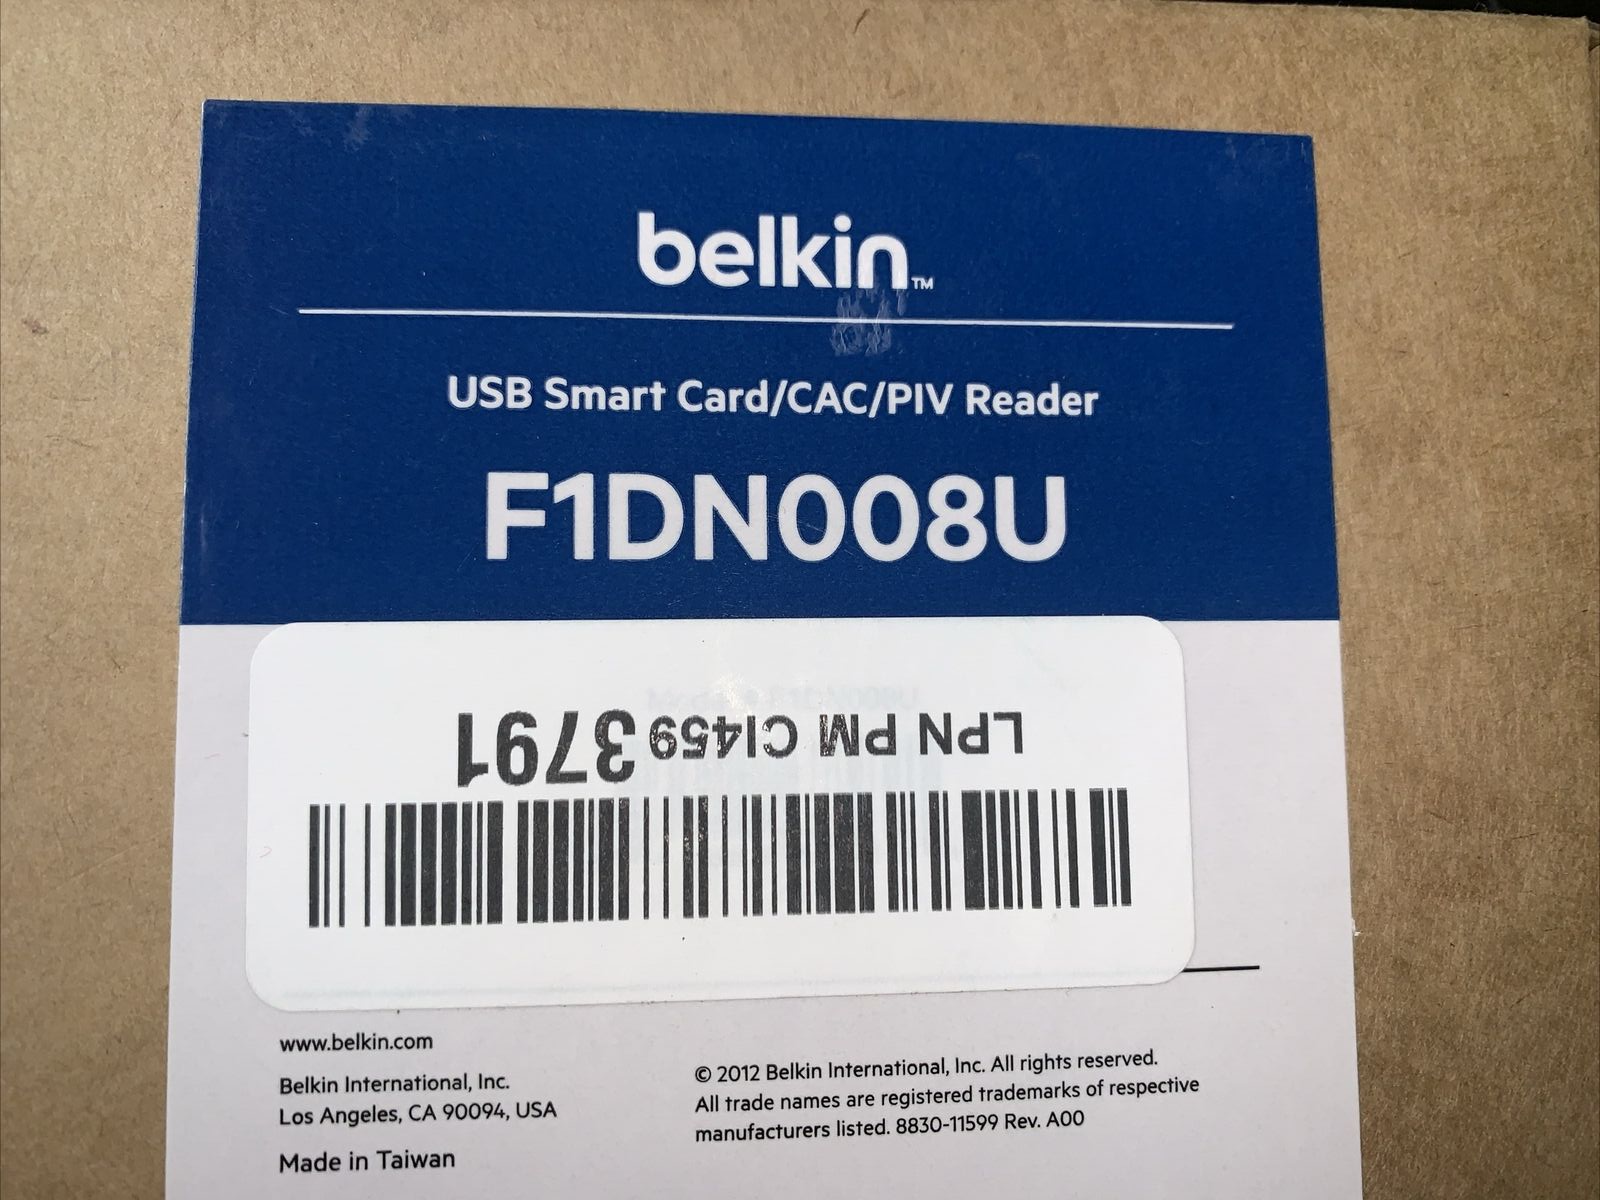 belkin™
USB Smart Card/CAC/PIV Reader
F1DN008U
LPN PM CI459 3791
www.belkin.com
Belkin International, Inc.
Los Angeles, CA 90094, USA
Made in Taiwan
© 2012 Belkin International, Inc. All rights reserved.
All trade names are registered trademarks of respective
manufacturers listed. 8830-11599 Rev. A00